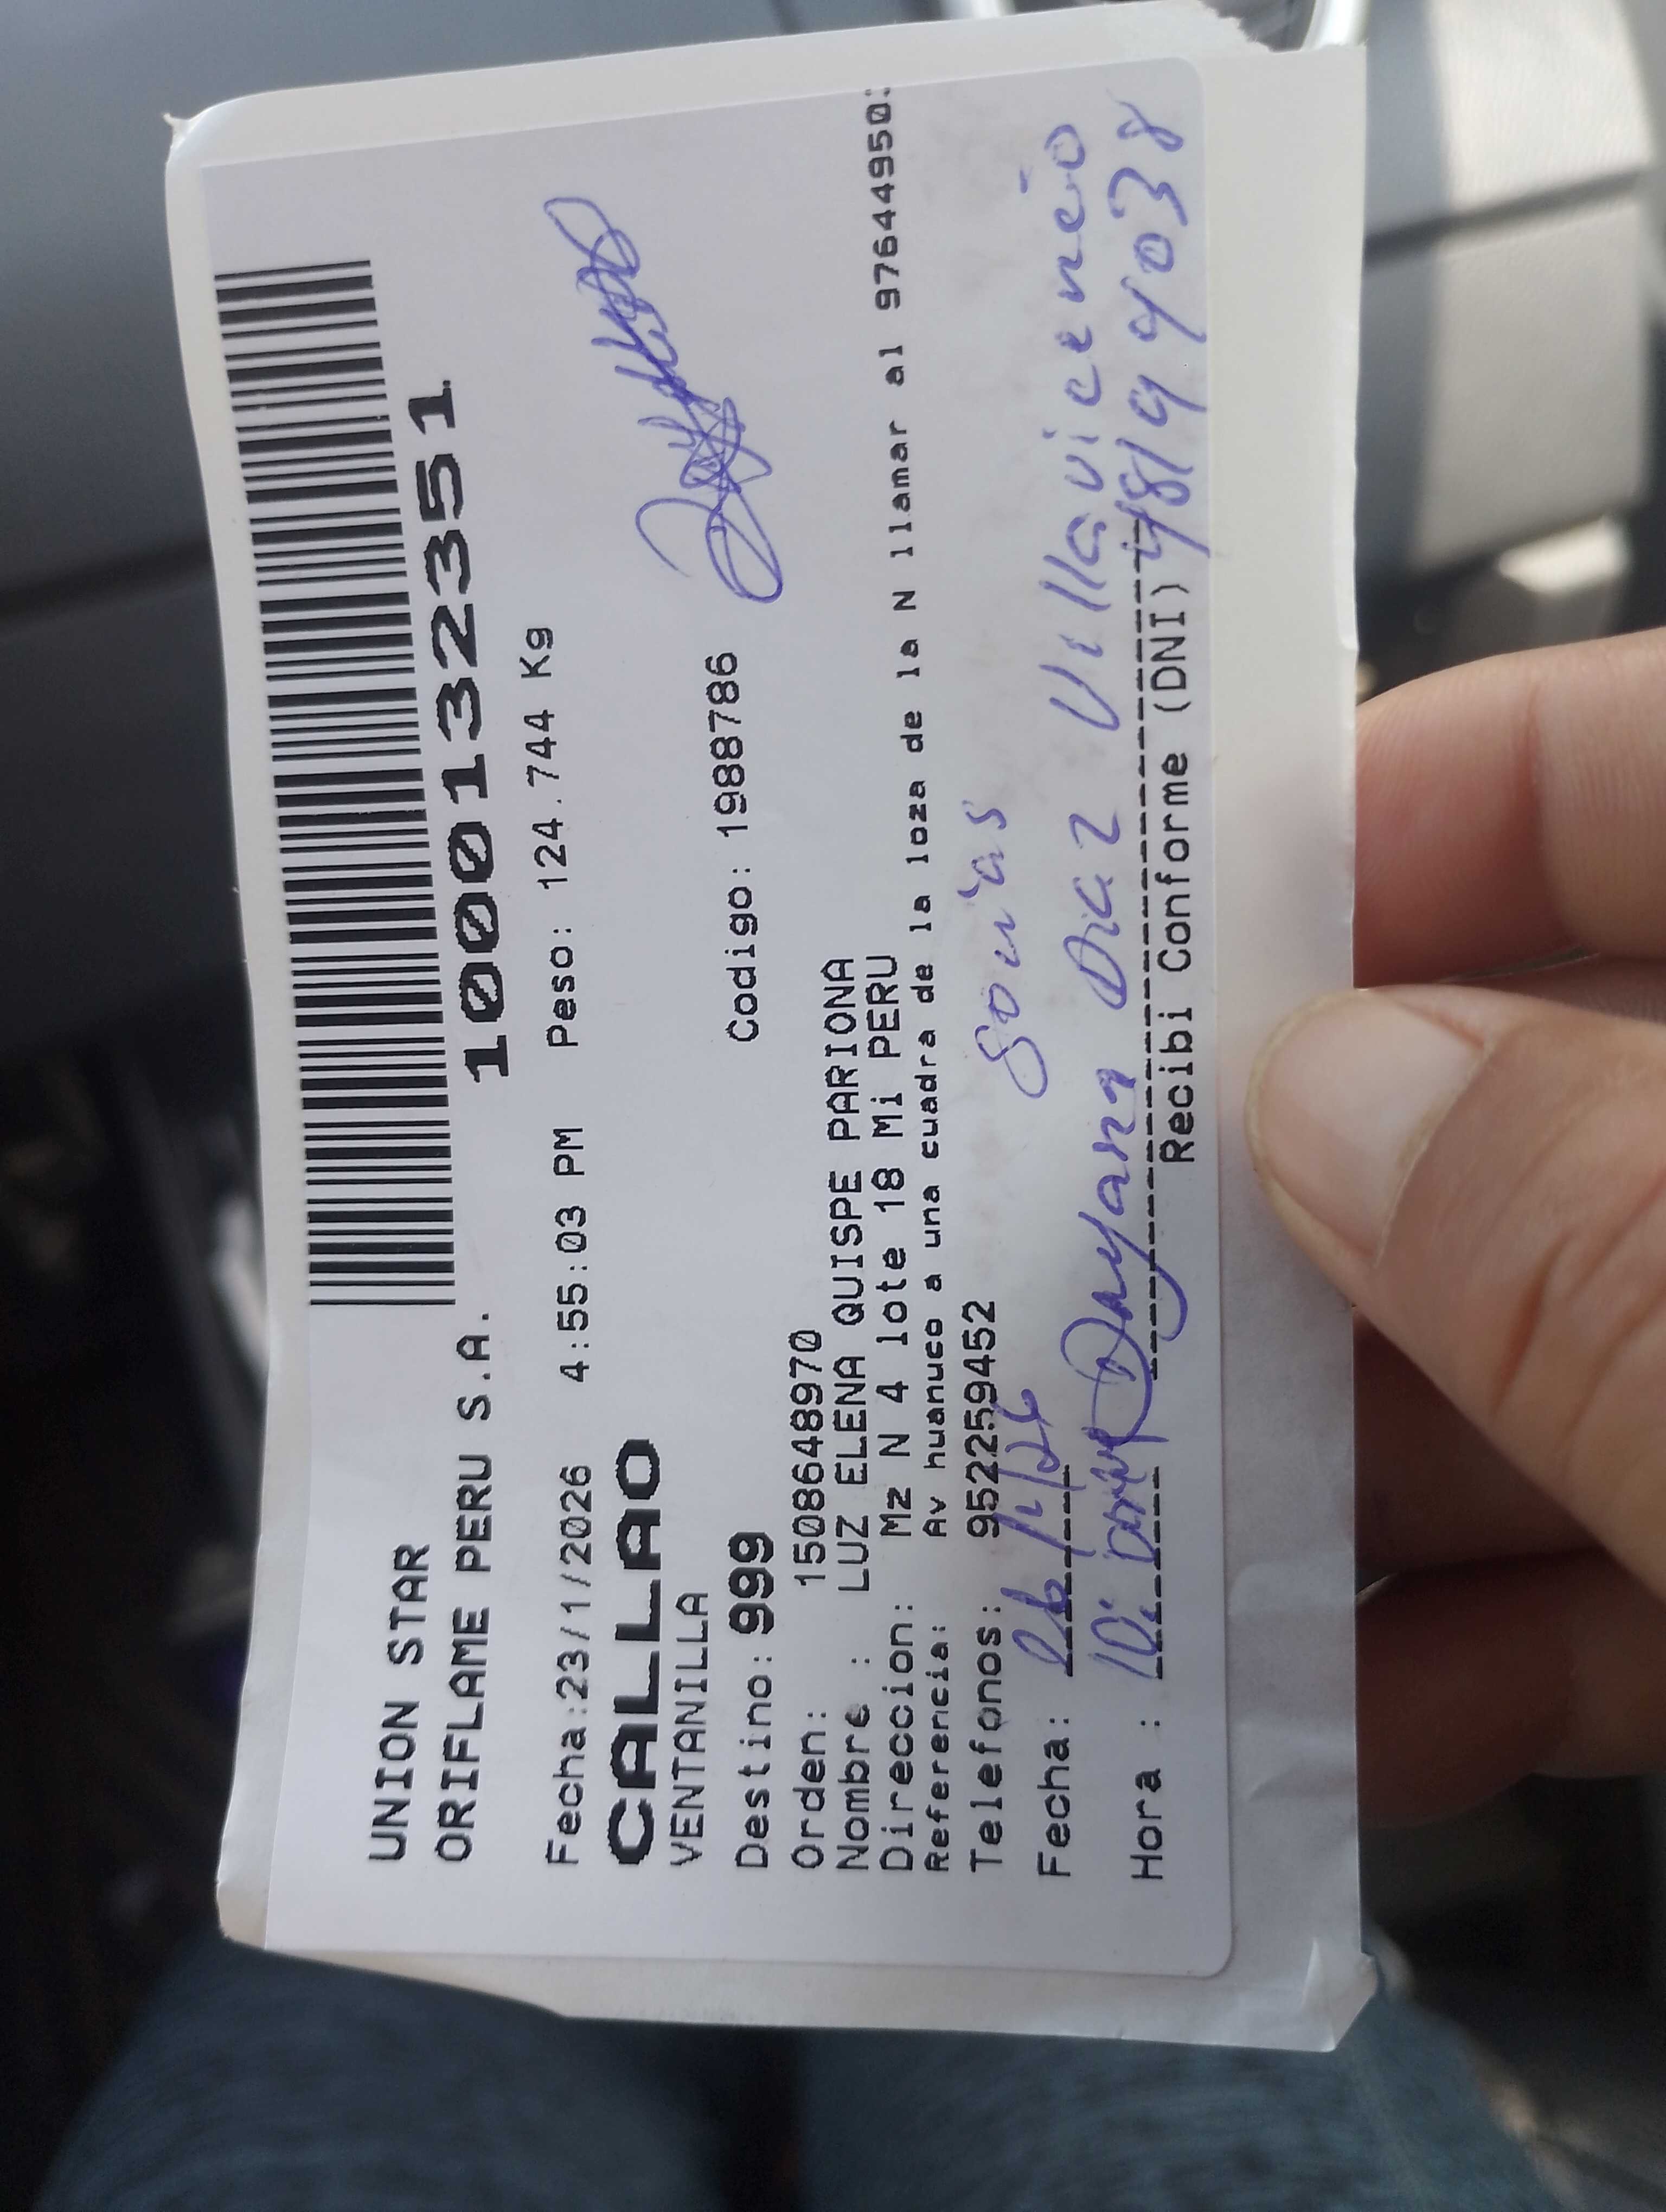 UNION STAR
ORIFLAME PERU S.A.
1000132351
Fecha:23/1/2026 4:55:03 PM Peso: 124.744 Kg
CALLAO
VENTANILLA
Destino: 999 Codigo: 1988786
Orden: 1508648970
Nombre : LUZ ELENA QUISPE PARIONA
Direccion: Mz N 4 lote 18 Mi PERU
Referencia: Av huanuco a una cuadra de la loza de la N llamar al 97644950
Telefonos: 952259452
Fecha: 26/1/26
Hora : 10: Dayana Diaz Villavicencio
Recibi Conforme (DNI) 48199038